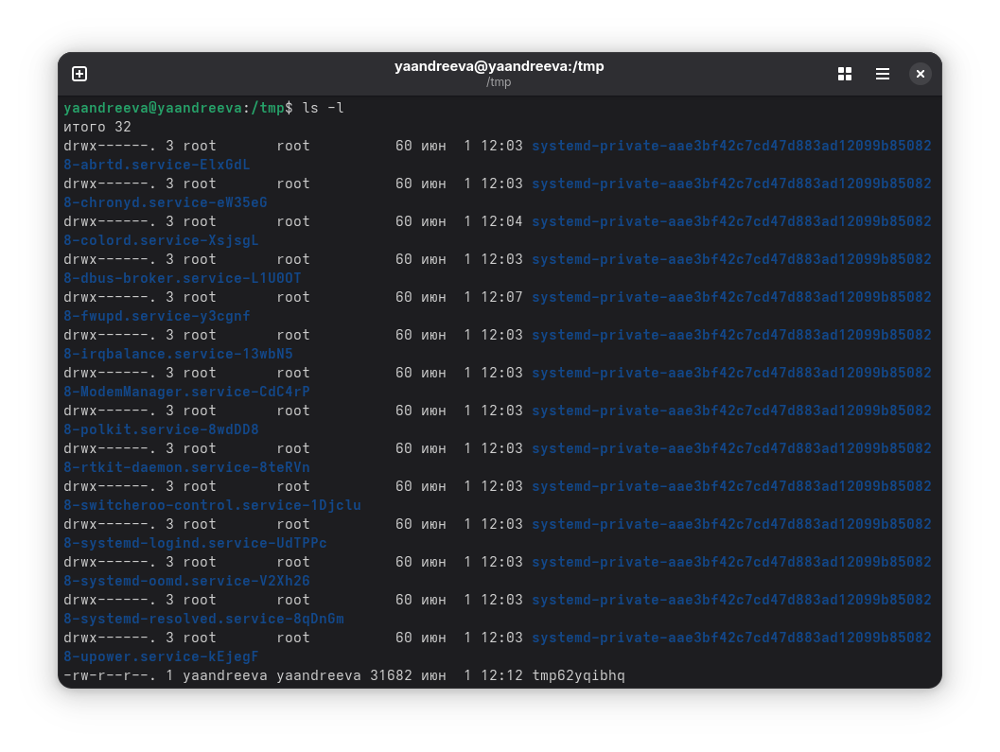 yaandreeva@yaandreeva:/tmp
/tmp
yaandreeva@yaandreeva:/tmp$ ls -l
итого 32
drwx------. 3 root root 60 июн 1 12:03 systemd-private-aae3bf42c7cd47d883ad12099b85082
8-abrtd.service-ElxGdL
drwx------. 3 root root 60 июн 1 12:03 systemd-private-aae3bf42c7cd47d883ad12099b85082
8-chronyd.service-eW35eG
drwx------. 3 root root 60 июн 1 12:04 systemd-private-aae3bf42c7cd47d883ad12099b85082
8-colord.service-XsjsgL
drwx------. 3 root root 60 июн 1 12:03 systemd-private-aae3bf42c7cd47d883ad12099b85082
8-dbus-broker.service-L1U0OT
drwx------. 3 root root 60 июн 1 12:07 systemd-private-aae3bf42c7cd47d883ad12099b85082
8-fwupd.service-y3cgnf
drwx------. 3 root root 60 июн 1 12:03 systemd-private-aae3bf42c7cd47d883ad12099b85082
8-irqbalance.service-13wbN5
drwx------. 3 root root 60 июн 1 12:03 systemd-private-aae3bf42c7cd47d883ad12099b85082
8-ModemManager.service-CdC4rP
drwx------. 3 root root 60 июн 1 12:03 systemd-private-aae3bf42c7cd47d883ad12099b85082
8-polkit.service-8wdDD8
drwx------. 3 root root 60 июн 1 12:03 systemd-private-aae3bf42c7cd47d883ad12099b85082
8-rtkit-daemon.service-8teRVn
drwx------. 3 root root 60 июн 1 12:03 systemd-private-aae3bf42c7cd47d883ad12099b85082
8-switcheroo-control.service-1Djclu
drwx------. 3 root root 60 июн 1 12:03 systemd-private-aae3bf42c7cd47d883ad12099b85082
8-systemd-logind.service-UdTPPc
drwx------. 3 root root 60 июн 1 12:03 systemd-private-aae3bf42c7cd47d883ad12099b85082
8-systemd-oomd.service-V2Xh26
drwx------. 3 root root 60 июн 1 12:03 systemd-private-aae3bf42c7cd47d883ad12099b85082
8-systemd-resolved.service-8qDnGm
drwx------. 3 root root 60 июн 1 12:03 systemd-private-aae3bf42c7cd47d883ad12099b85082
8-upower.service-kEjegF
-rw-r--r--. 1 yaandreeva yaandreeva 31682 июн 1 12:12 tmp62yqibhq